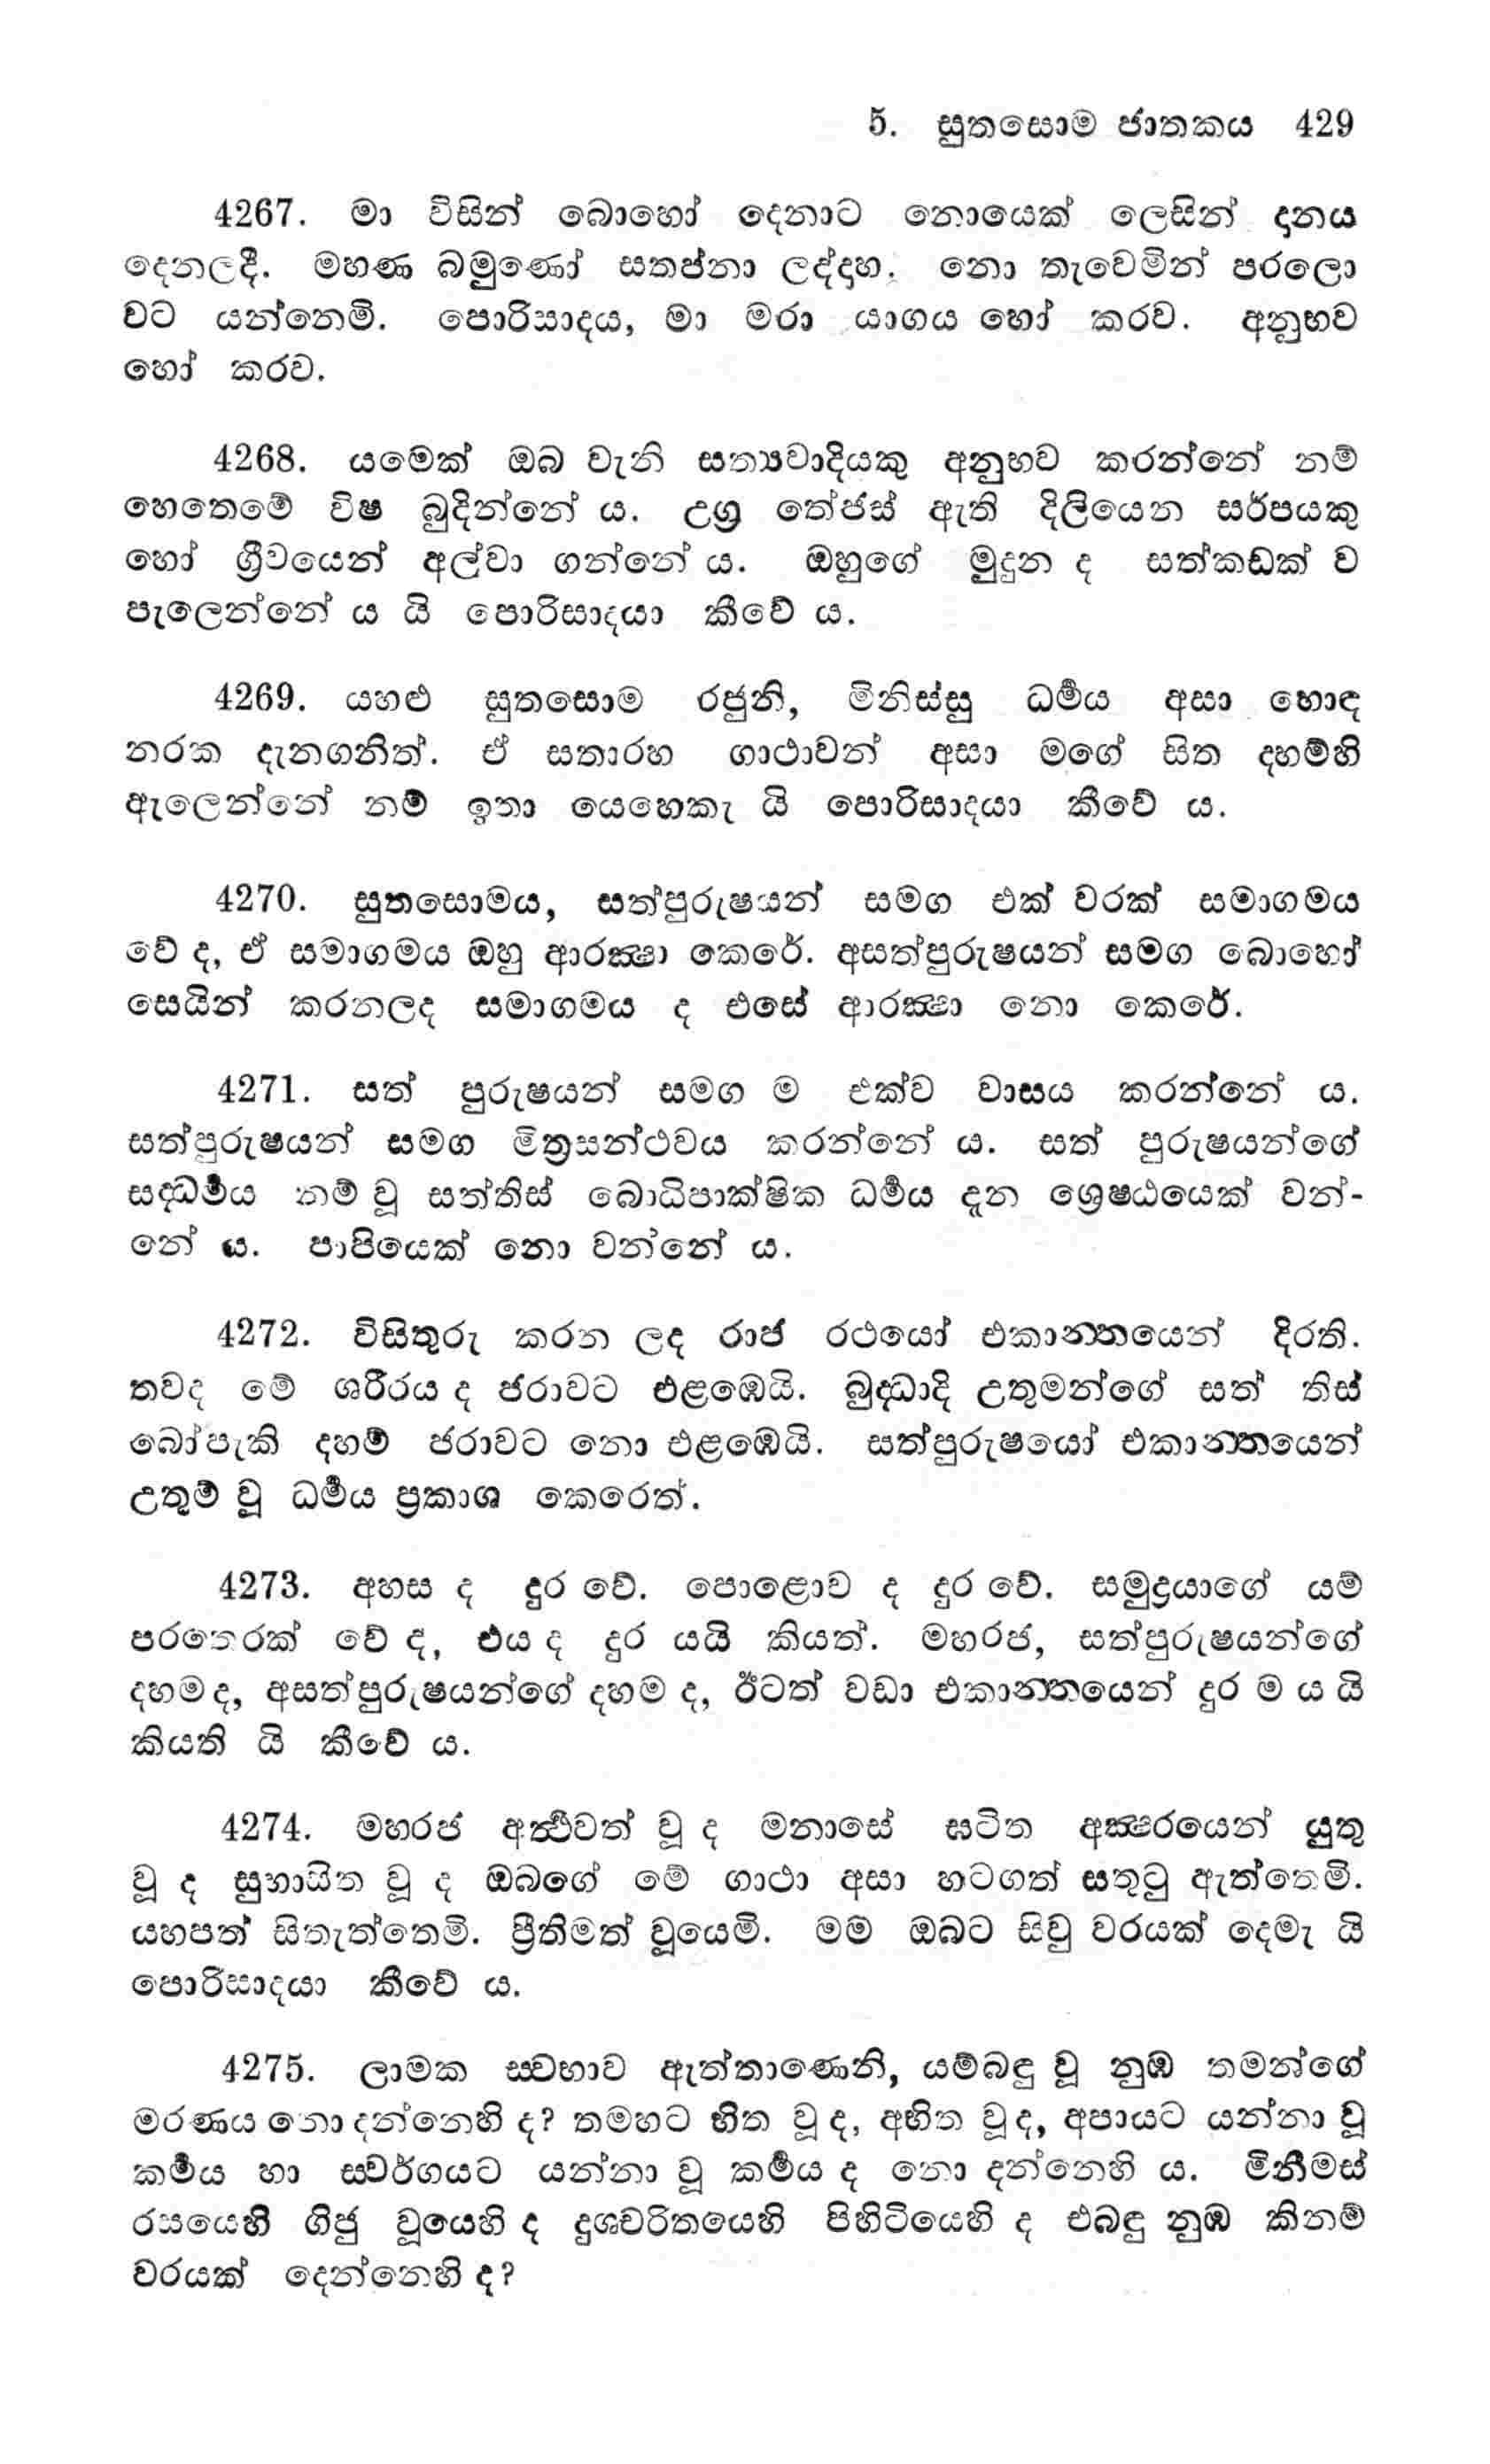 5. සුතසොම ජාතකය 429
4267. මා විසින් බොහෝ දෙනාට නොයෙක් ලෙසින් දානය
දෙනලදී. මහණ බමුණෝ සතප්නා ලද්දාහ. නො තැවෙමින් පරලො
වට යන්නෙමි. පොරිසාදය, මා මරා යාගය හෝ කරව. අනුභව
හෝ කරව.
4268. යමෙක් ඔබ වැනි සත්‍යවාදියකු අනුභව කරන්නේ නම්
හෙතෙමේ විෂ බුදින්නේ ය. උග්‍ර තේජස් ඇති දිලියෙන සර්පයකු
හෝ ග්‍රීවයෙන් අල්වා ගන්නේ ය. ඔහුගේ මුදුන ද සත්කඩක් ව
පැලෙන්නේ ය යි පොරිසාදයා කීවේ ය.
4269. යහළු සුතසොම රජුනි, මිනිස්සු ධර්‍මය අසා හොඳ
නරක දැනගනිත්. ඒ සතාරහ ගාථාවන් අසා මගේ සිත දහම්හි
ඇලෙන්නේ නම් ඉතා යෙහෙකැ යි පොරිසාදයා කීවේ ය.
4270. සුතසොමය, සත්පුරුෂයන් සමග එක් වරක් සමාගමය
වේ ද, ඒ සමාගමය ඔහු ආරක්‍ෂා කෙරේ. අසත්පුරුෂයන් සමග බොහෝ
සෙයින් කරනලද සමාගමය ද එසේ ආරක්‍ෂා නො කෙරේ.
4271. සත් පුරුෂයන් සමග ම එක්ව වාසය කරන්නේ ය.
සත්පුරුෂයන් සමග මිත්‍රසන්ථවය කරන්නේ ය. සත් පුරුෂයන්ගේ
සද්‍ධර්‍මය නම් වූ සත්තිස් බොධිපාක්ෂික ධර්‍මය දැන ශ්‍රෙෂ්ඨයෙක් වන්-
නේ ය. පාපියෙක් නො වන්නේ ය.
4272. විසිතුරු කරන ලද රාජ රථයෝ එකාන්‍තයෙන් දිරති.
තවද මේ ශරීරය ද ජරාවට එළඹෙයි. බුද්‍ධාදි උතුමන්ගේ සත් තිස්
බෝපැකි දහම් ජරාවට නො එළඹෙයි. සත්පුරුෂයෝ එකාන්‍තයෙන්
උතුම් වූ ධර්‍මය ප්‍රකාශ කෙරෙත්.
4273. අහස ද දුර වේ. පොළොව ද දුර වේ. සමුද්‍රයාගේ යම්
පරතෙරක් වේ ද, එය ද දුර යයි කියත්. මහරජ, සත්පුරුෂයන්ගේ
දහම ද, අසත්පුරුෂයන්ගේ දහම ද, ඊටත් වඩා එකාන්‍තයෙන් දුර ම ය යි
කියති යි කීවේ ය.
4274. මහරජ අර්‍ත්‍ථවත් වූ ද මනාසේ ඝටිත අක්‍ෂරයෙන් යුතු
වූ ද සුභාසිත වූ ද ඔබගේ මේ ගාථා අසා හටගත් සතුටු ඇත්තෙමි.
යහපත් සිතැත්තෙමි. ප්‍රීතිමත් වූයෙමි. මම ඔබට සිවු වරයක් දෙමැ යි
පොරිසාදයා කීවේ ය.
4275. ලාමක ස්‍වභාව ඇත්තාණෙනි, යම්බඳු වූ නුඹ තමන්ගේ
මරණය නො දන්නෙහි ද? තමහට හිත වූ ද, අහිත වූ ද, අපායට යන්නා වූ
කර්‍මය හා ස්‍වර්ගයට යන්නා වූ කර්‍මය ද නො දන්නෙහි ය. මිනීමස්
රසයෙහි ගිජු වූයෙහි ද දුශ්චරිතයෙහි පිහිටියෙහි ද එබඳු නුඹ කිනම්
වරයක් දෙන්නෙහි ද?